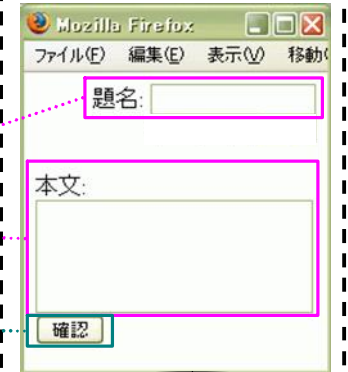 Mozilla Firefox
ファイル(F) 編集(E) 表示(V) 移動(
題名:
本文:
確認